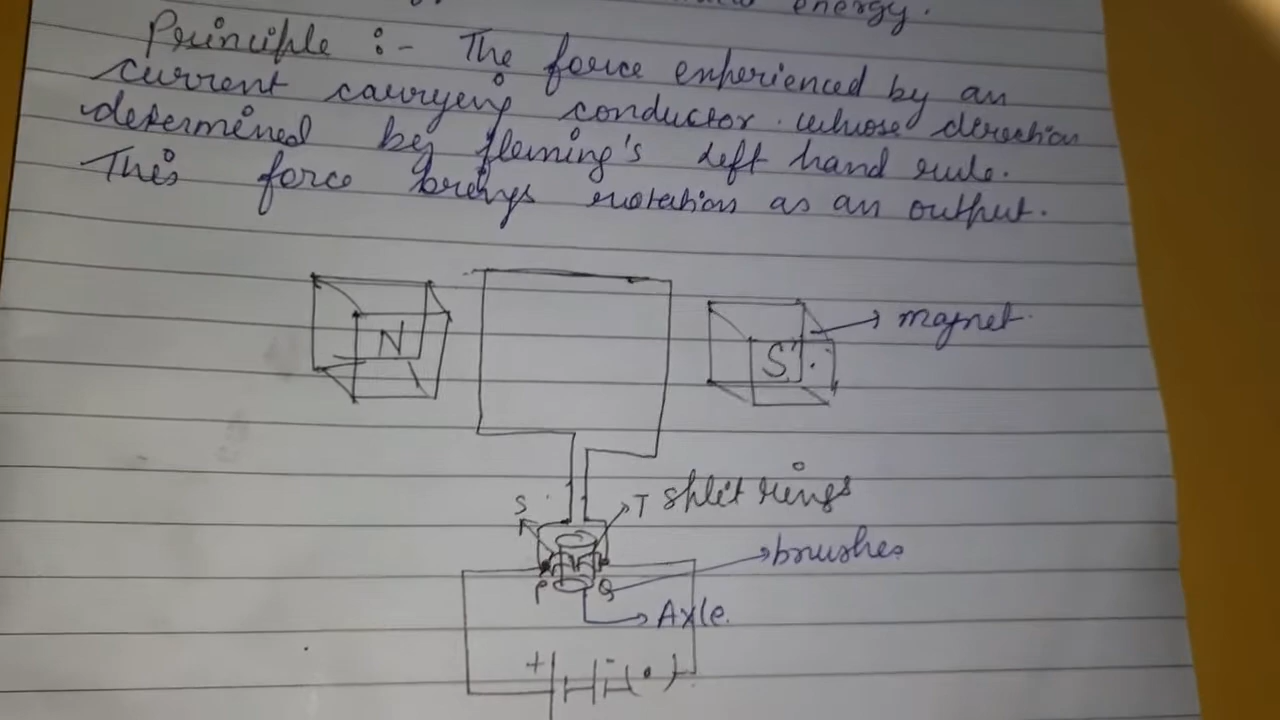 energy.
Principle :- The force experienced by an
current carrying conductor. whose direction
determined by fleming's Left hand rule.
This force brings rotation as an output.
N
S
magnet.
S
T split rings
brushes
P
Q
Axle.
+ - (•)